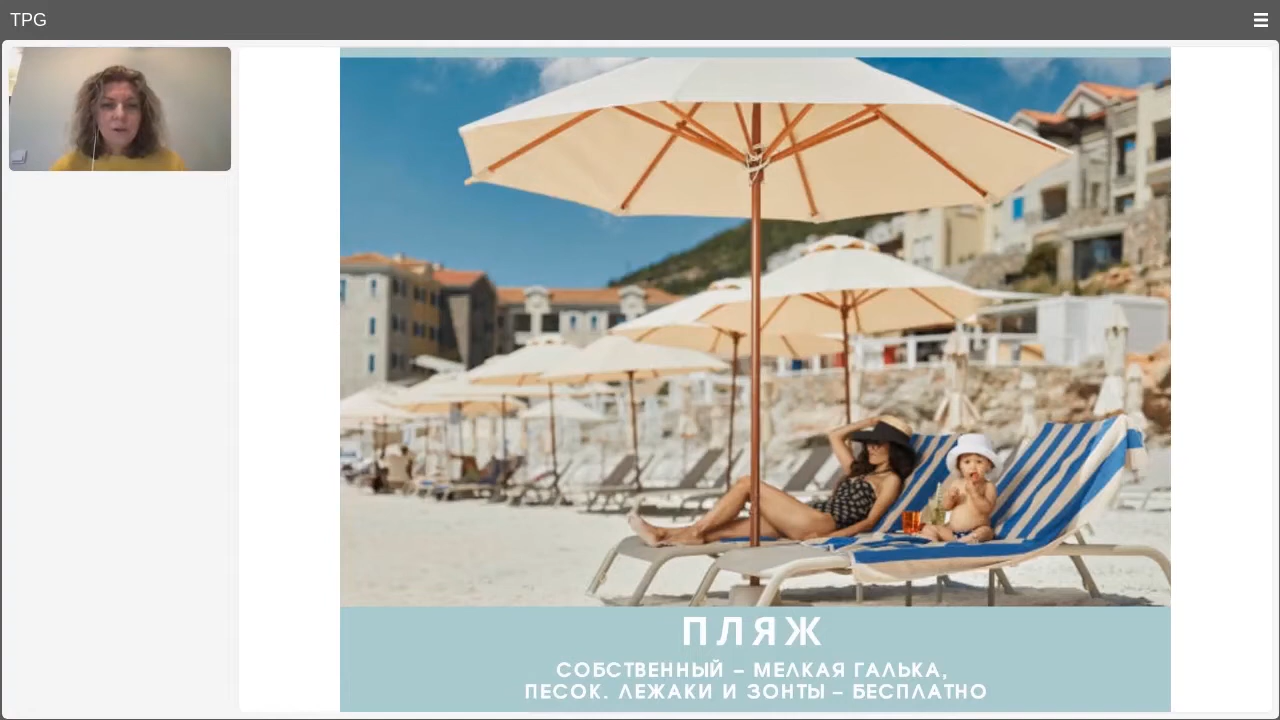 TPG
ПЛЯЖ
СОБСТВЕННЫЙ – МЕЛКАЯ ГАЛЬКА,
ПЕСОК. ЛЕЖАКИ И ЗОНТЫ – БЕСПЛАТНО